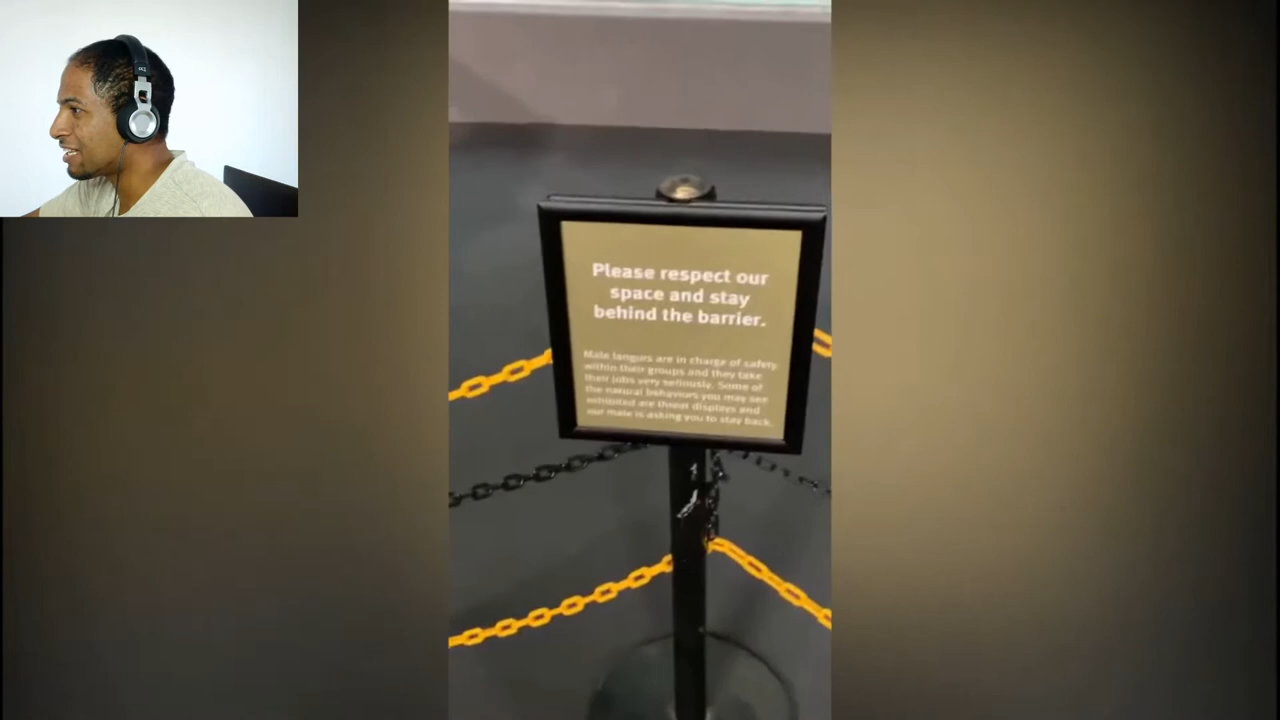 Please respect our
space and stay
behind the barrier.
Male langurs are in charge of safety
within their groups and they take
their jobs very seriously. Some of
the natural behaviors you may see
exhibited are threat displays and
our male is asking you to stay back.